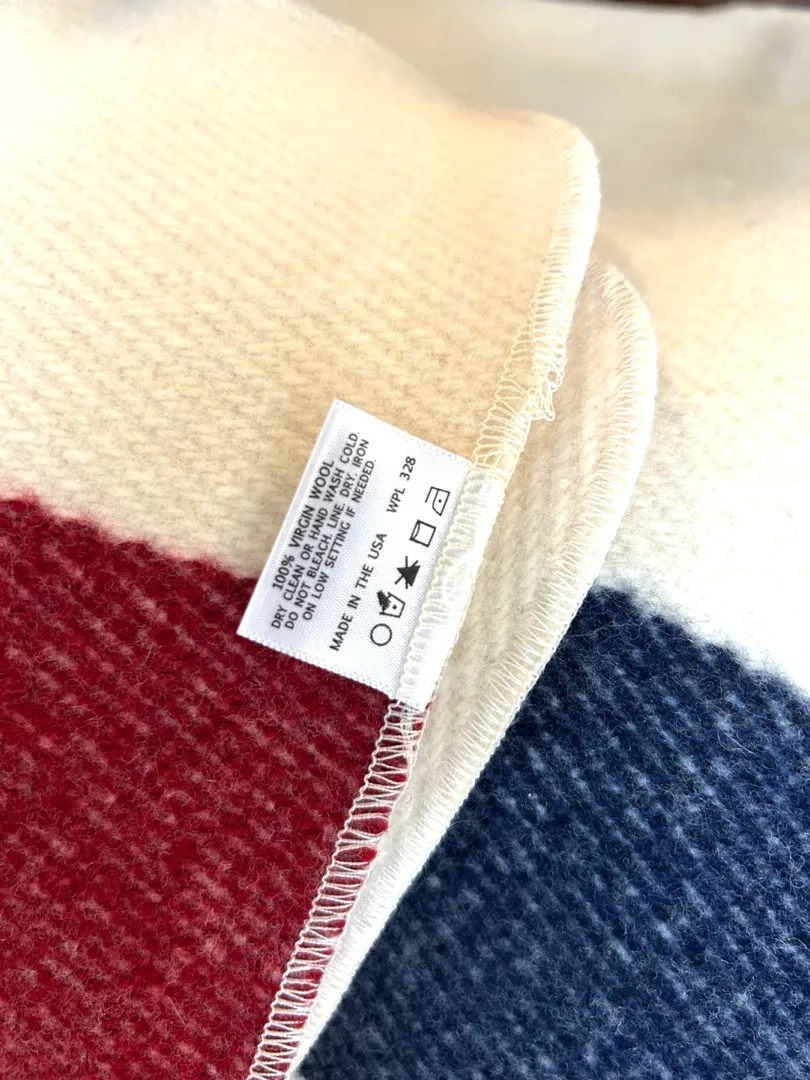 100% VIRGIN WOOL
DRY CLEAN OR HAND WASH COLD.
DO NOT BLEACH. LINE. DRY. IRON
ON LOW SETTING IF NEEDED.
MADE IN THE USA WPL 328